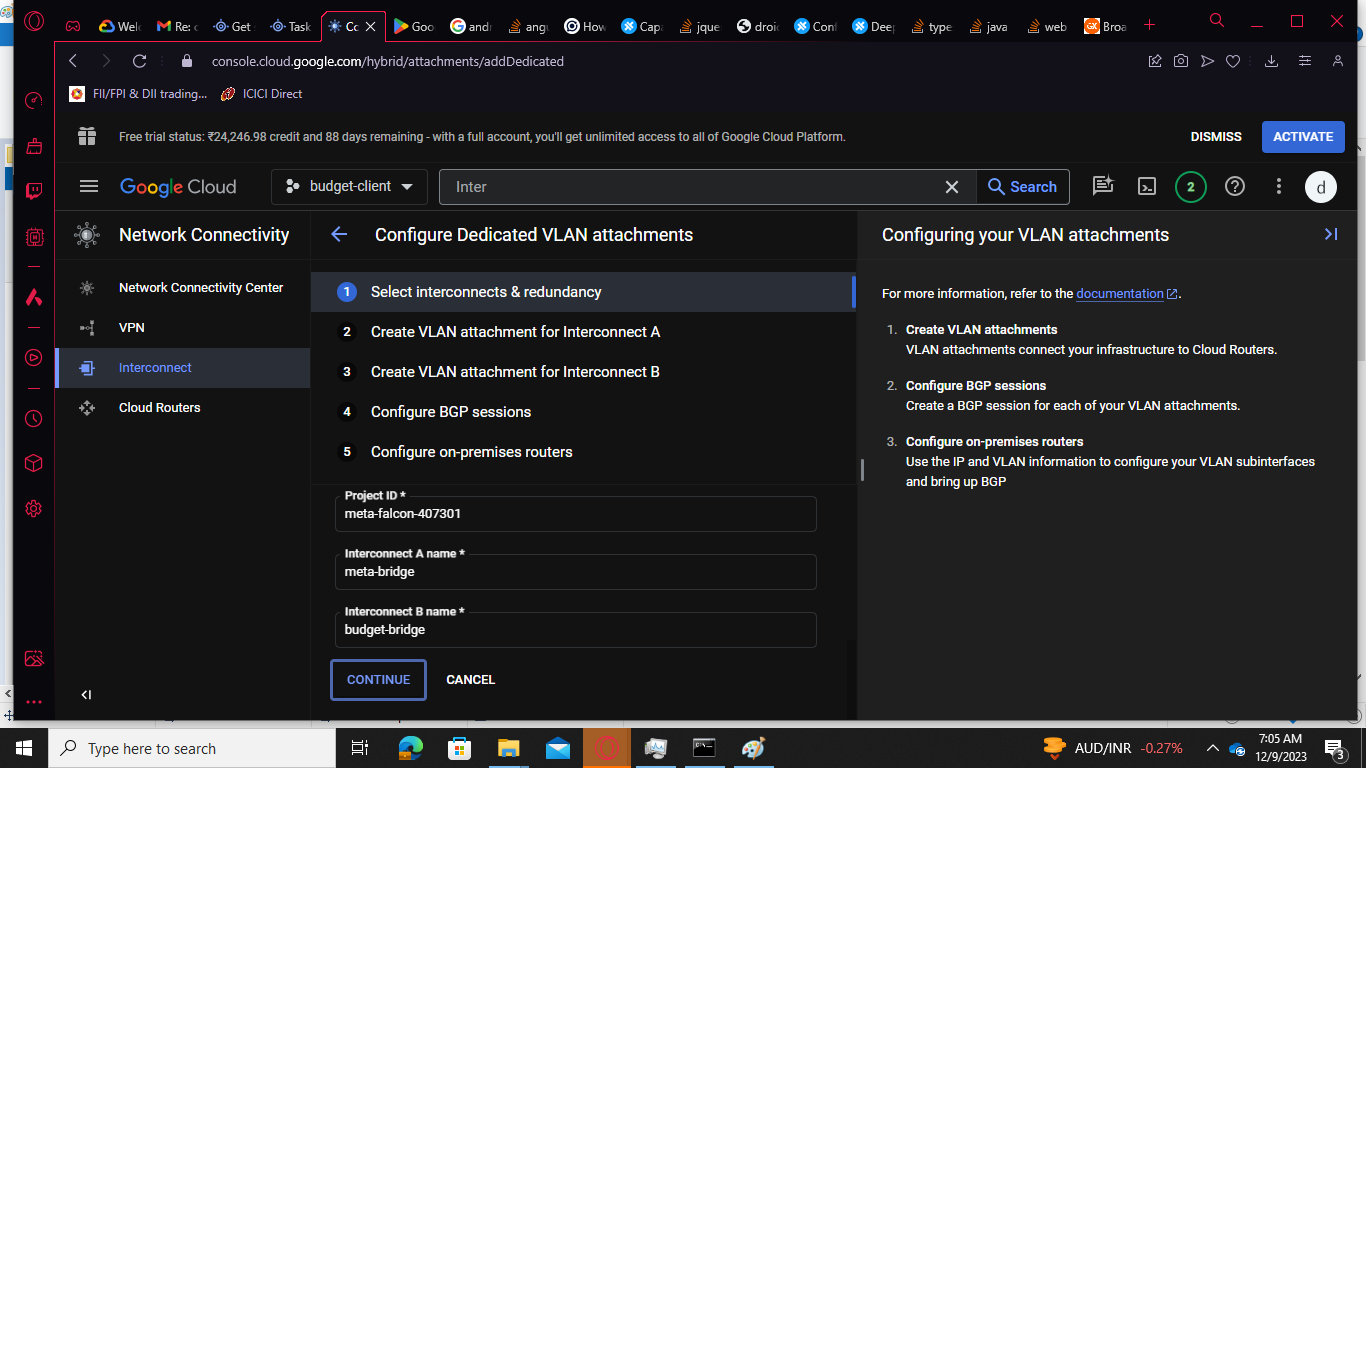 Welc
Re: c
Get
Task
Cc
Goo
andr
angu
How
Capa
jque
droid
Conf
Deep
type
java
web
Broa
console.cloud.google.com/hybrid/attachments/addDedicated
FII/FPI & DII trading...
ICICI Direct
Free trial status: ₹24,246.98 credit and 88 days remaining - with a full account, you'll get unlimited access to all of Google Cloud Platform.
DISMISS
ACTIVATE
Google Cloud
budget-client
Inter
Search
2
d
Network Connectivity
Configure Dedicated VLAN attachments
Configuring your VLAN attachments
Network Connectivity Center
VPN
Interconnect
Cloud Routers
1 Select interconnects & redundancy
2 Create VLAN attachment for Interconnect A
3 Create VLAN attachment for Interconnect B
4 Configure BGP sessions
5 Configure on-premises routers
Project ID *
meta-falcon-407301
Interconnect A name *
meta-bridge
Interconnect B name *
budget-bridge
CONTINUE
CANCEL
For more information, refer to the documentation.
1. Create VLAN attachments
VLAN attachments connect your infrastructure to Cloud Routers.
2. Configure BGP sessions
Create a BGP session for each of your VLAN attachments.
3. Configure on-premises routers
Use the IP and VLAN information to configure your VLAN subinterfaces
and bring up BGP
Type here to search
AUD/INR -0.27%
7:05 AM
12/9/2023
3